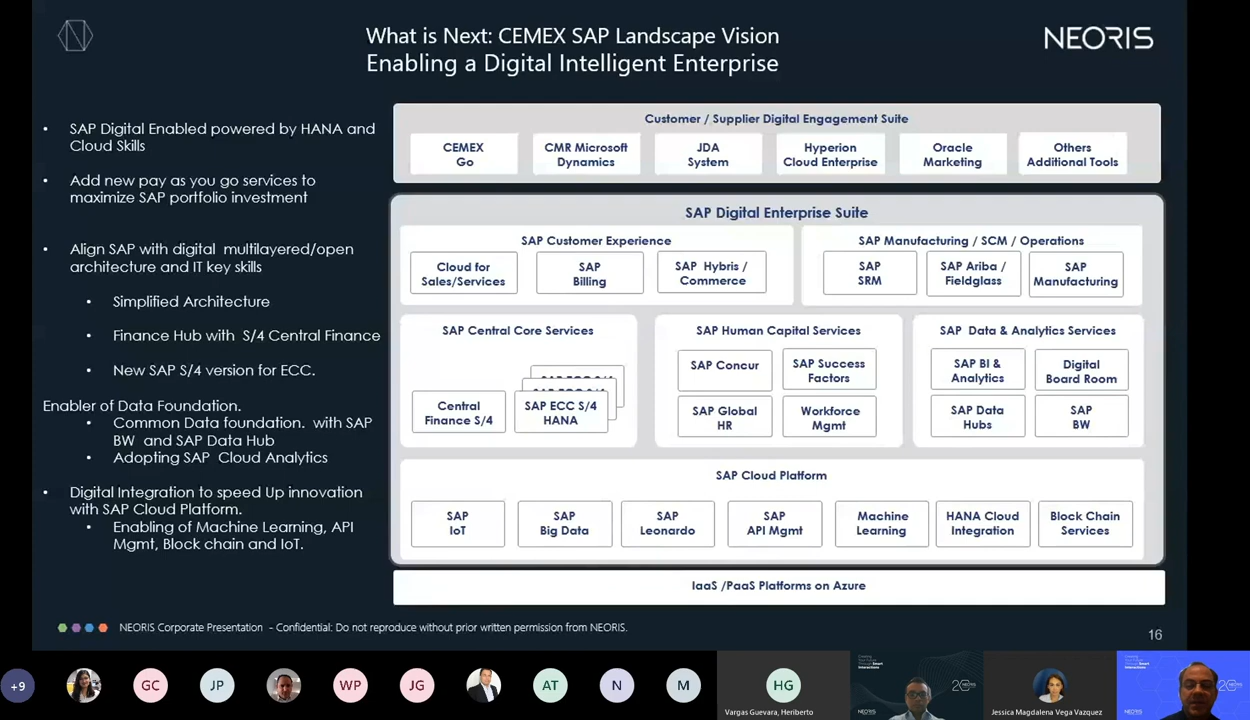 What is Next: CEMEX SAP Landscape Vision
Enabling a Digital Intelligent Enterprise
NEORIS
• SAP Digital Enabled powered by HANA and
Cloud Skills
• Add new pay as you go services to
maximize SAP portfolio investment
• Align SAP with digital multilayered/open
architecture and IT key skills
• Simplified Architecture
• Finance Hub with S/4 Central Finance
• New SAP S/4 version for ECC.
Enabler of Data Foundation.
• Common Data foundation. with SAP
BW and SAP Data Hub
• Adopting SAP Cloud Analytics
• Digital Integration to speed Up innovation
with SAP Cloud Platform.
• Enabling of Machine Learning, API
Mgmt, Block chain and IoT.
Customer / Supplier Digital Engagement Suite
CEMEX
Go
CMR Microsoft
Dynamics
JDA
System
Hyperion
Cloud Enterprise
Oracle
Marketing
Others
Additional Tools
SAP Digital Enterprise Suite
SAP Customer Experience
Cloud for
Sales/Services
SAP
Billing
SAP Hybris /
Commerce
SAP Manufacturing / SCM / Operations
SAP
SRM
SAP Ariba /
Fieldglass
SAP
Manufacturing
SAP Central Core Services
Central
Finance S/4
SAP ECC S/4
HANA
SAP Human Capital Services
SAP Concur
SAP Success
Factors
SAP Global
HR
Workforce
Mgmt
SAP Data & Analytics Services
SAP BI &
Analytics
Digital
Board Room
SAP Data
Hubs
SAP
BW
SAP Cloud Platform
SAP
IoT
SAP
Big Data
SAP
Leonardo
SAP
API Mgmt
Machine
Learning
HANA Cloud
Integration
Block Chain
Services
IaaS /PaaS Platforms on Azure
NEORIS Corporate Presentation - Confidential: Do not reproduce without prior written permission from NEORIS.
16
+9
GC
JP
WP
JG
AT
N
M
HG
Vargas Guevara, Heriberto
Jessica Magdalena Vega Vazquez